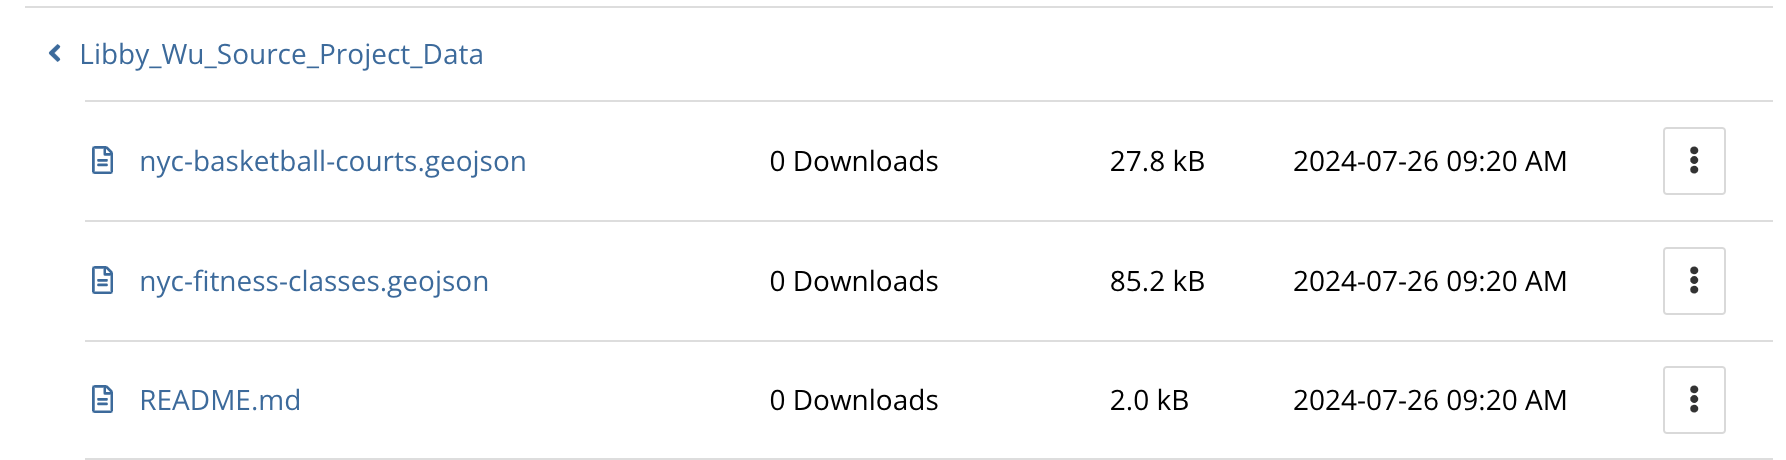 Libby_Wu_Source_Project_Data
nyc-basketball-courts.geojson 0 Downloads 27.8 kB 2024-07-26 09:20 AM
nyc-fitness-classes.geojson 0 Downloads 85.2 kB 2024-07-26 09:20 AM
README.md 0 Downloads 2.0 kB 2024-07-26 09:20 AM